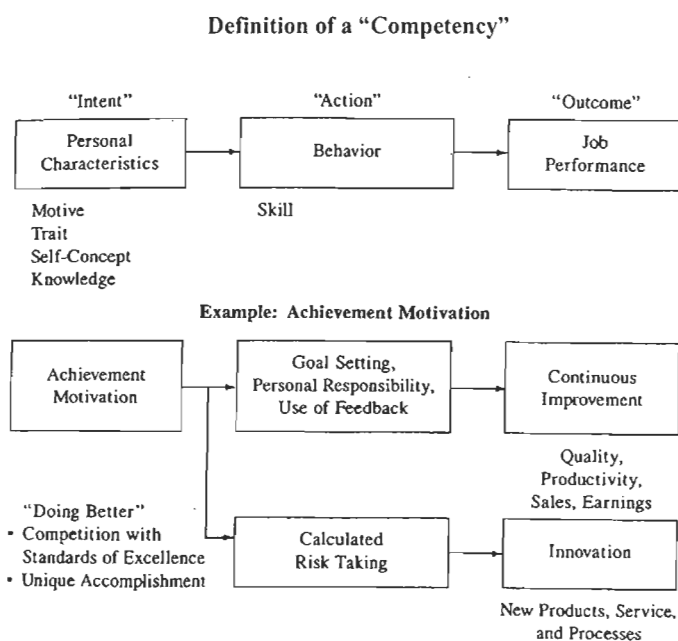 Definition of a “Competency”
“Intent”
“Action”
“Outcome”
Personal
Characteristics
Behavior
Job
Performance
Motive
Trait
Self-Concept
Knowledge
Skill
Example: Achievement Motivation
Achievement
Motivation
Goal Setting,
Personal Responsibility,
Use of Feedback
Continuous
Improvement
Quality,
Productivity,
Sales, Earnings
“Doing Better”
• Competition with
Standards of Excellence
• Unique Accomplishment
Calculated
Risk Taking
Innovation
New Products, Service,
and Processes